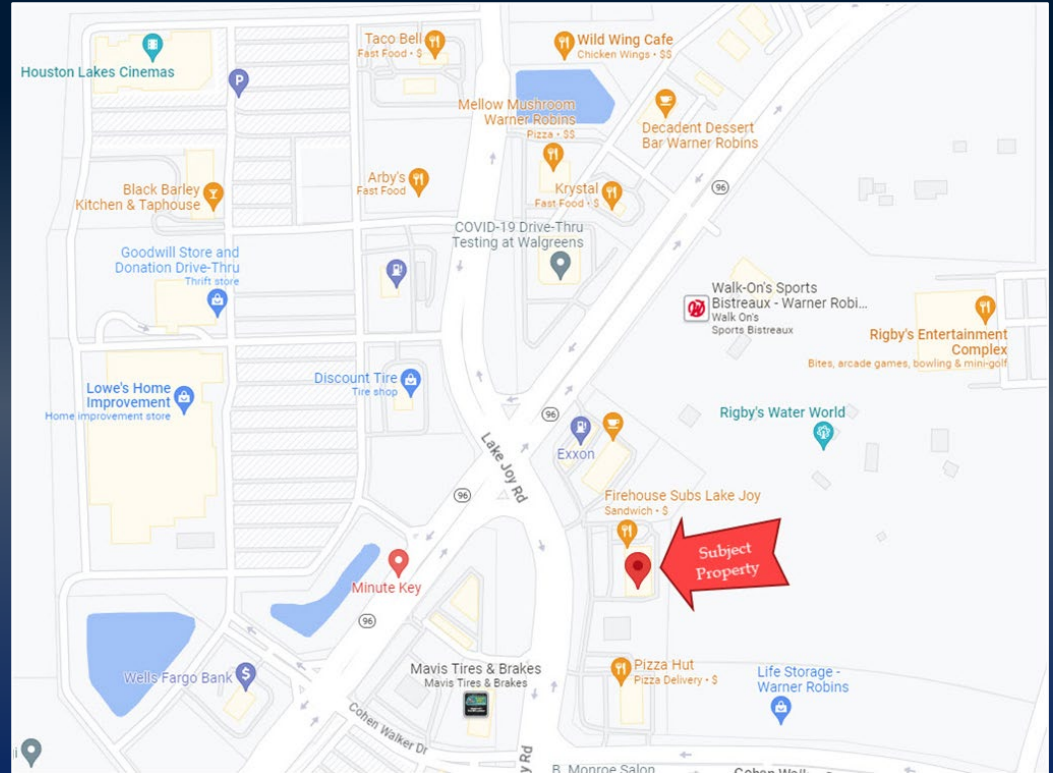 Taco Bell
Fast Food • $
Wild Wing Cafe
Chicken Wings • $$
Houston Lakes Cinemas
P
Mellow Mushroom
Warner Robins
Pizza • $$
Decadent Dessert
Bar Warner Robins
Arby's
Fast Food
Krystal
Fast Food • $
96
Black Barley
Kitchen & Taphouse
COVID-19 Drive-Thru
Testing at Walgreens
Goodwill Store and
Donation Drive-Thru
Thrift store
Walk-On's Sports
Bistreaux - Warner Robi...
Walk On's
Sports Bistreaux
Rigby's Entertainment
Complex
Bites, arcade games, bowling & mini-golf
Discount Tire
Tire shop
Lowe's Home
Improvement
Home improvement store
96
Rigby's Water World
Lake Joy Rd
Exxon
96
Firehouse Subs Lake Joy
Sandwich • $
Subject
Property
Minute Key
96
Mavis Tires & Brakes
Mavis Tires & Brakes
Pizza Hut
Pizza Delivery • $
Life Storage -
Warner Robins
Wells Fargo Bank
$
Cohen Walker Dr
y Rd
B. Monroe Salon